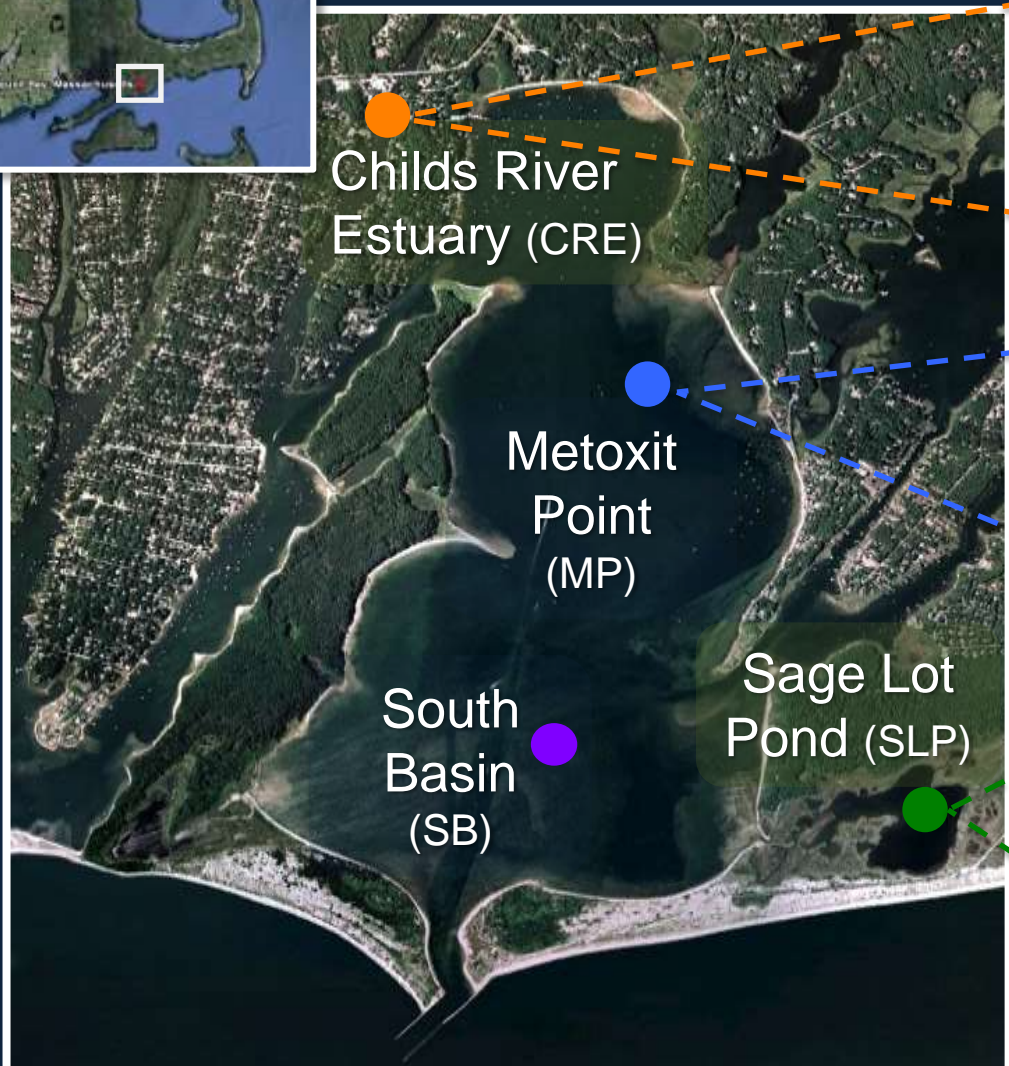 Childs River
Estuary (CRE)
Metoxit
Point
(MP)
South
Basin
(SB)
Sage Lot
Pond (SLP)